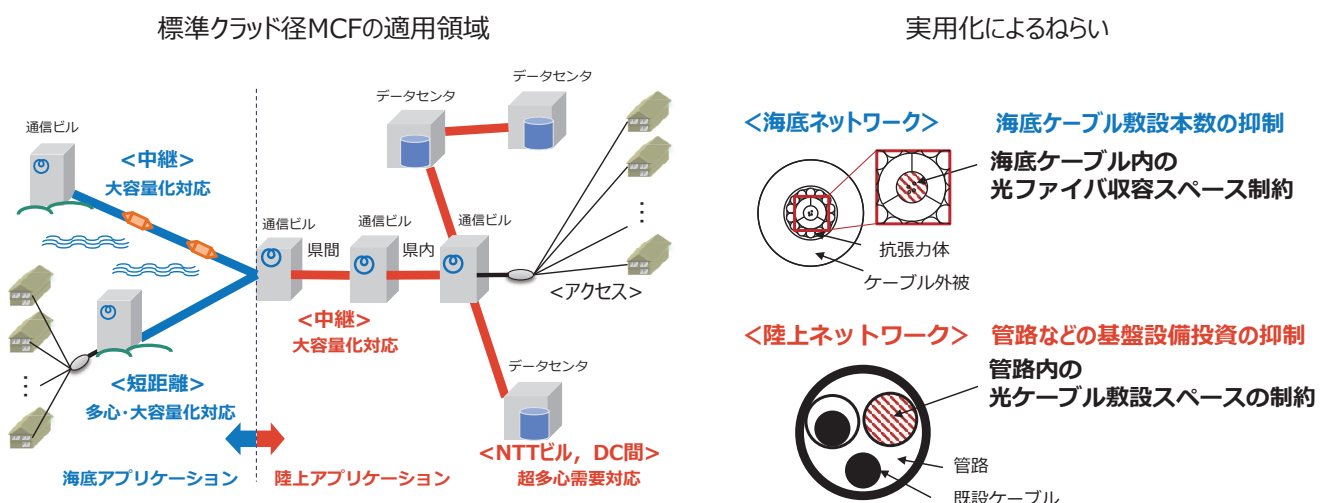 標準クラッド径MCFの適用領域
通信ビル
<中継>
大容量化対応
データセンタ
データセンタ
通信ビル
県間
通信ビル
県内
通信ビル
<アクセス>
<中継>
大容量化対応
<短距離>
多心・大容量化対応
データセンタ
<NTTビル，DC間>
超多心需要対応
海底アプリケーション
陸上アプリケーション
実用化によるねらい
<海底ネットワーク>
海底ケーブル敷設本数の抑制
海底ケーブル内の
光ファイバ収容スペース制約
抗張力体
ケーブル外被
<陸上ネットワーク>
管路などの基盤設備投資の抑制
管路内の
光ケーブル敷設スペースの制約
管路
既設ケーブル